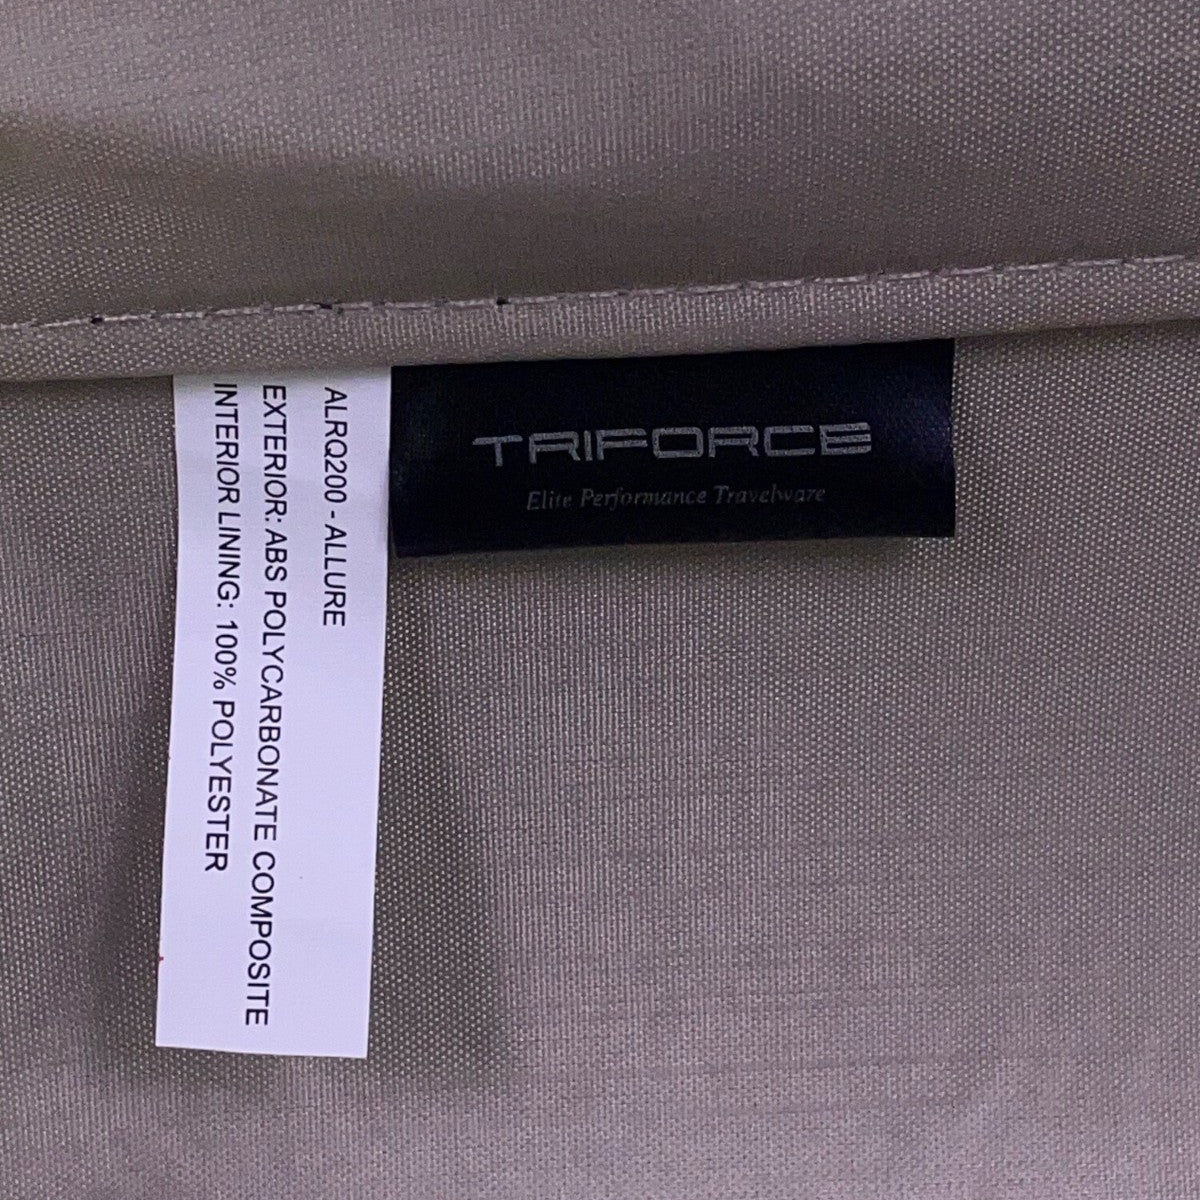 TRIFORCE
Elite Performance Travelware
ALRQ200 - ALLURE
EXTERIOR: ABS POLYCARBONATE COMPOSITE
INTERIOR LINING: 100% POLYESTER